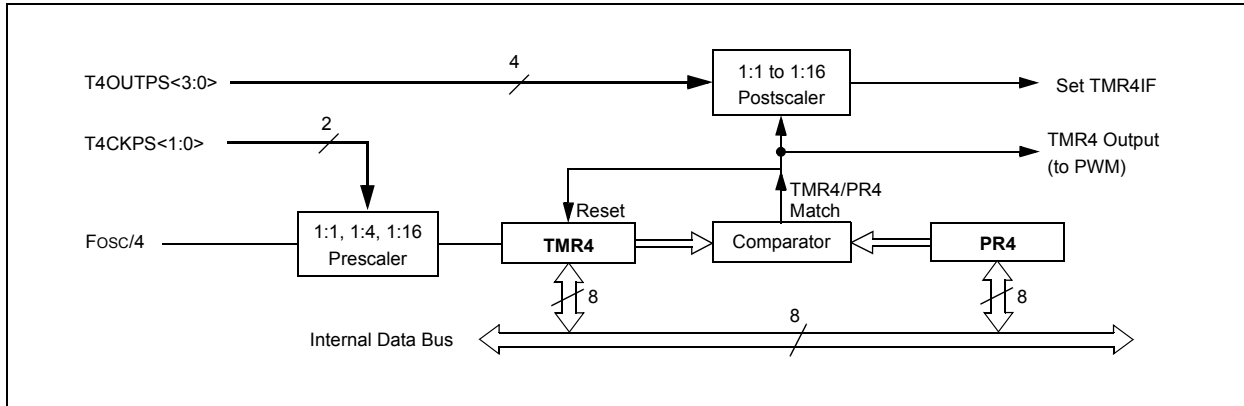 T4OUTPS<3:0>
4
1:1 to 1:16
Postscaler
Set TMR4IF
T4CKPS<1:0>
2
TMR4 Output
(to PWM)
Reset
TMR4/PR4
Match
FOSC/4
1:1, 1:4, 1:16
Prescaler
TMR4
Comparator
PR4
8
8
Internal Data Bus
8